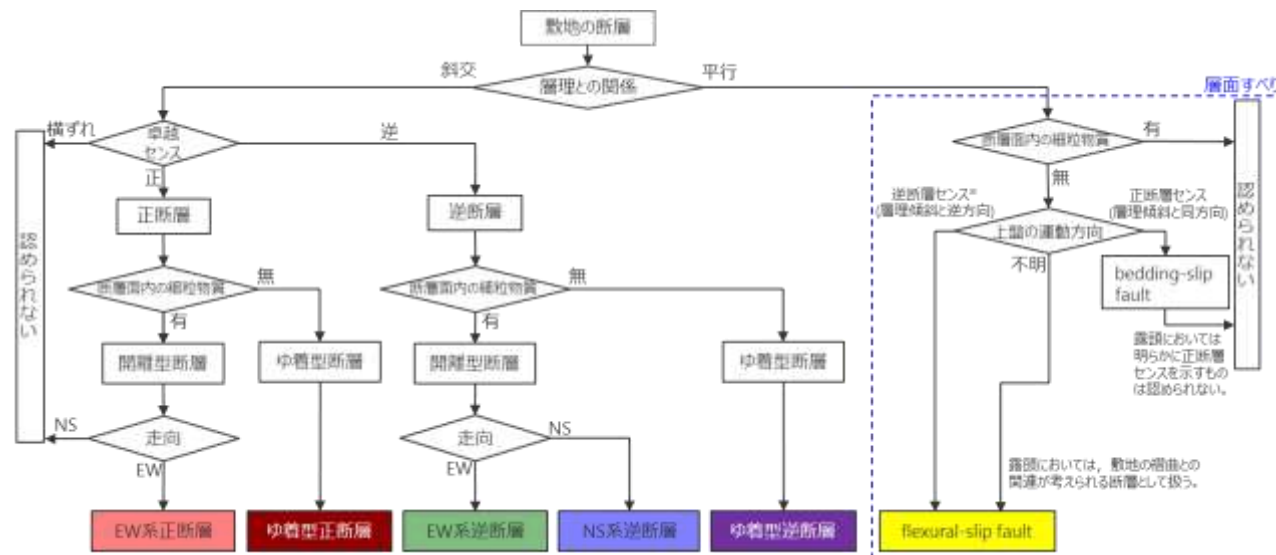 敷地の断層
斜交
層理との関係
平行
層面すべり
横ずれ
卓越
センス
逆
断層面内の細粒物質
有
正
無
正断層
逆断層
逆断層センス※
(層理傾斜と逆方向)
正断層センス
(層理傾斜と同方向)
認められない
認められない
上盤の運動方向
不明
断層面内の細粒物質
無
断層面内の細粒物質
無
bedding-slip
fault
有
有
開離型断層
ゆ着型断層
開離型断層
ゆ着型断層
露頭においては
明らかに正断層
センスを示すもの
は認められない。
NS
走向
走向
NS
EW
EW
露頭においては，敷地の褶曲との
関連が考えられる断層として扱う。
EW系正断層
ゆ着型正断層
EW系逆断層
NS系逆断層
ゆ着型逆断層
flexural-slip fault